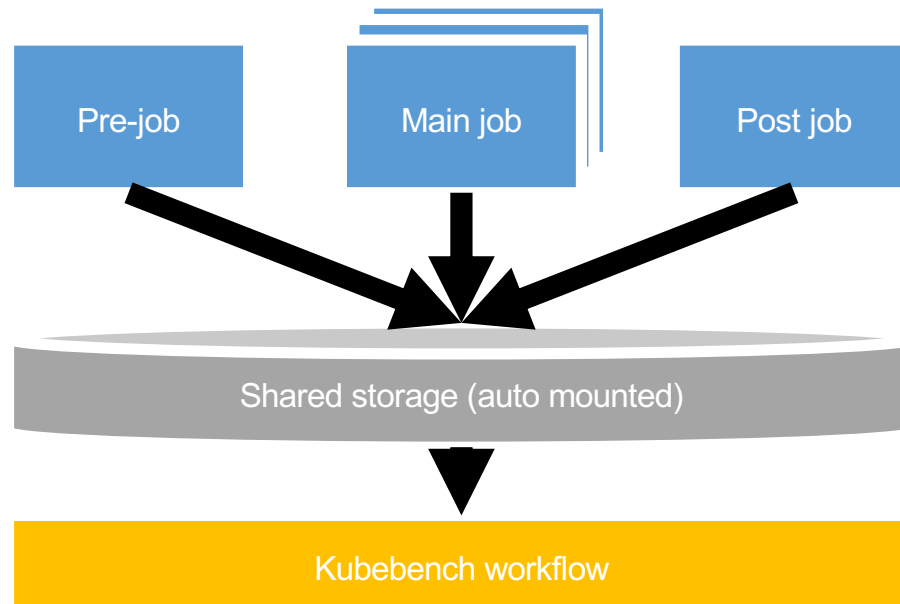 Pre-job
Main job
Post job
Shared storage (auto mounted)
Kubebench workflow